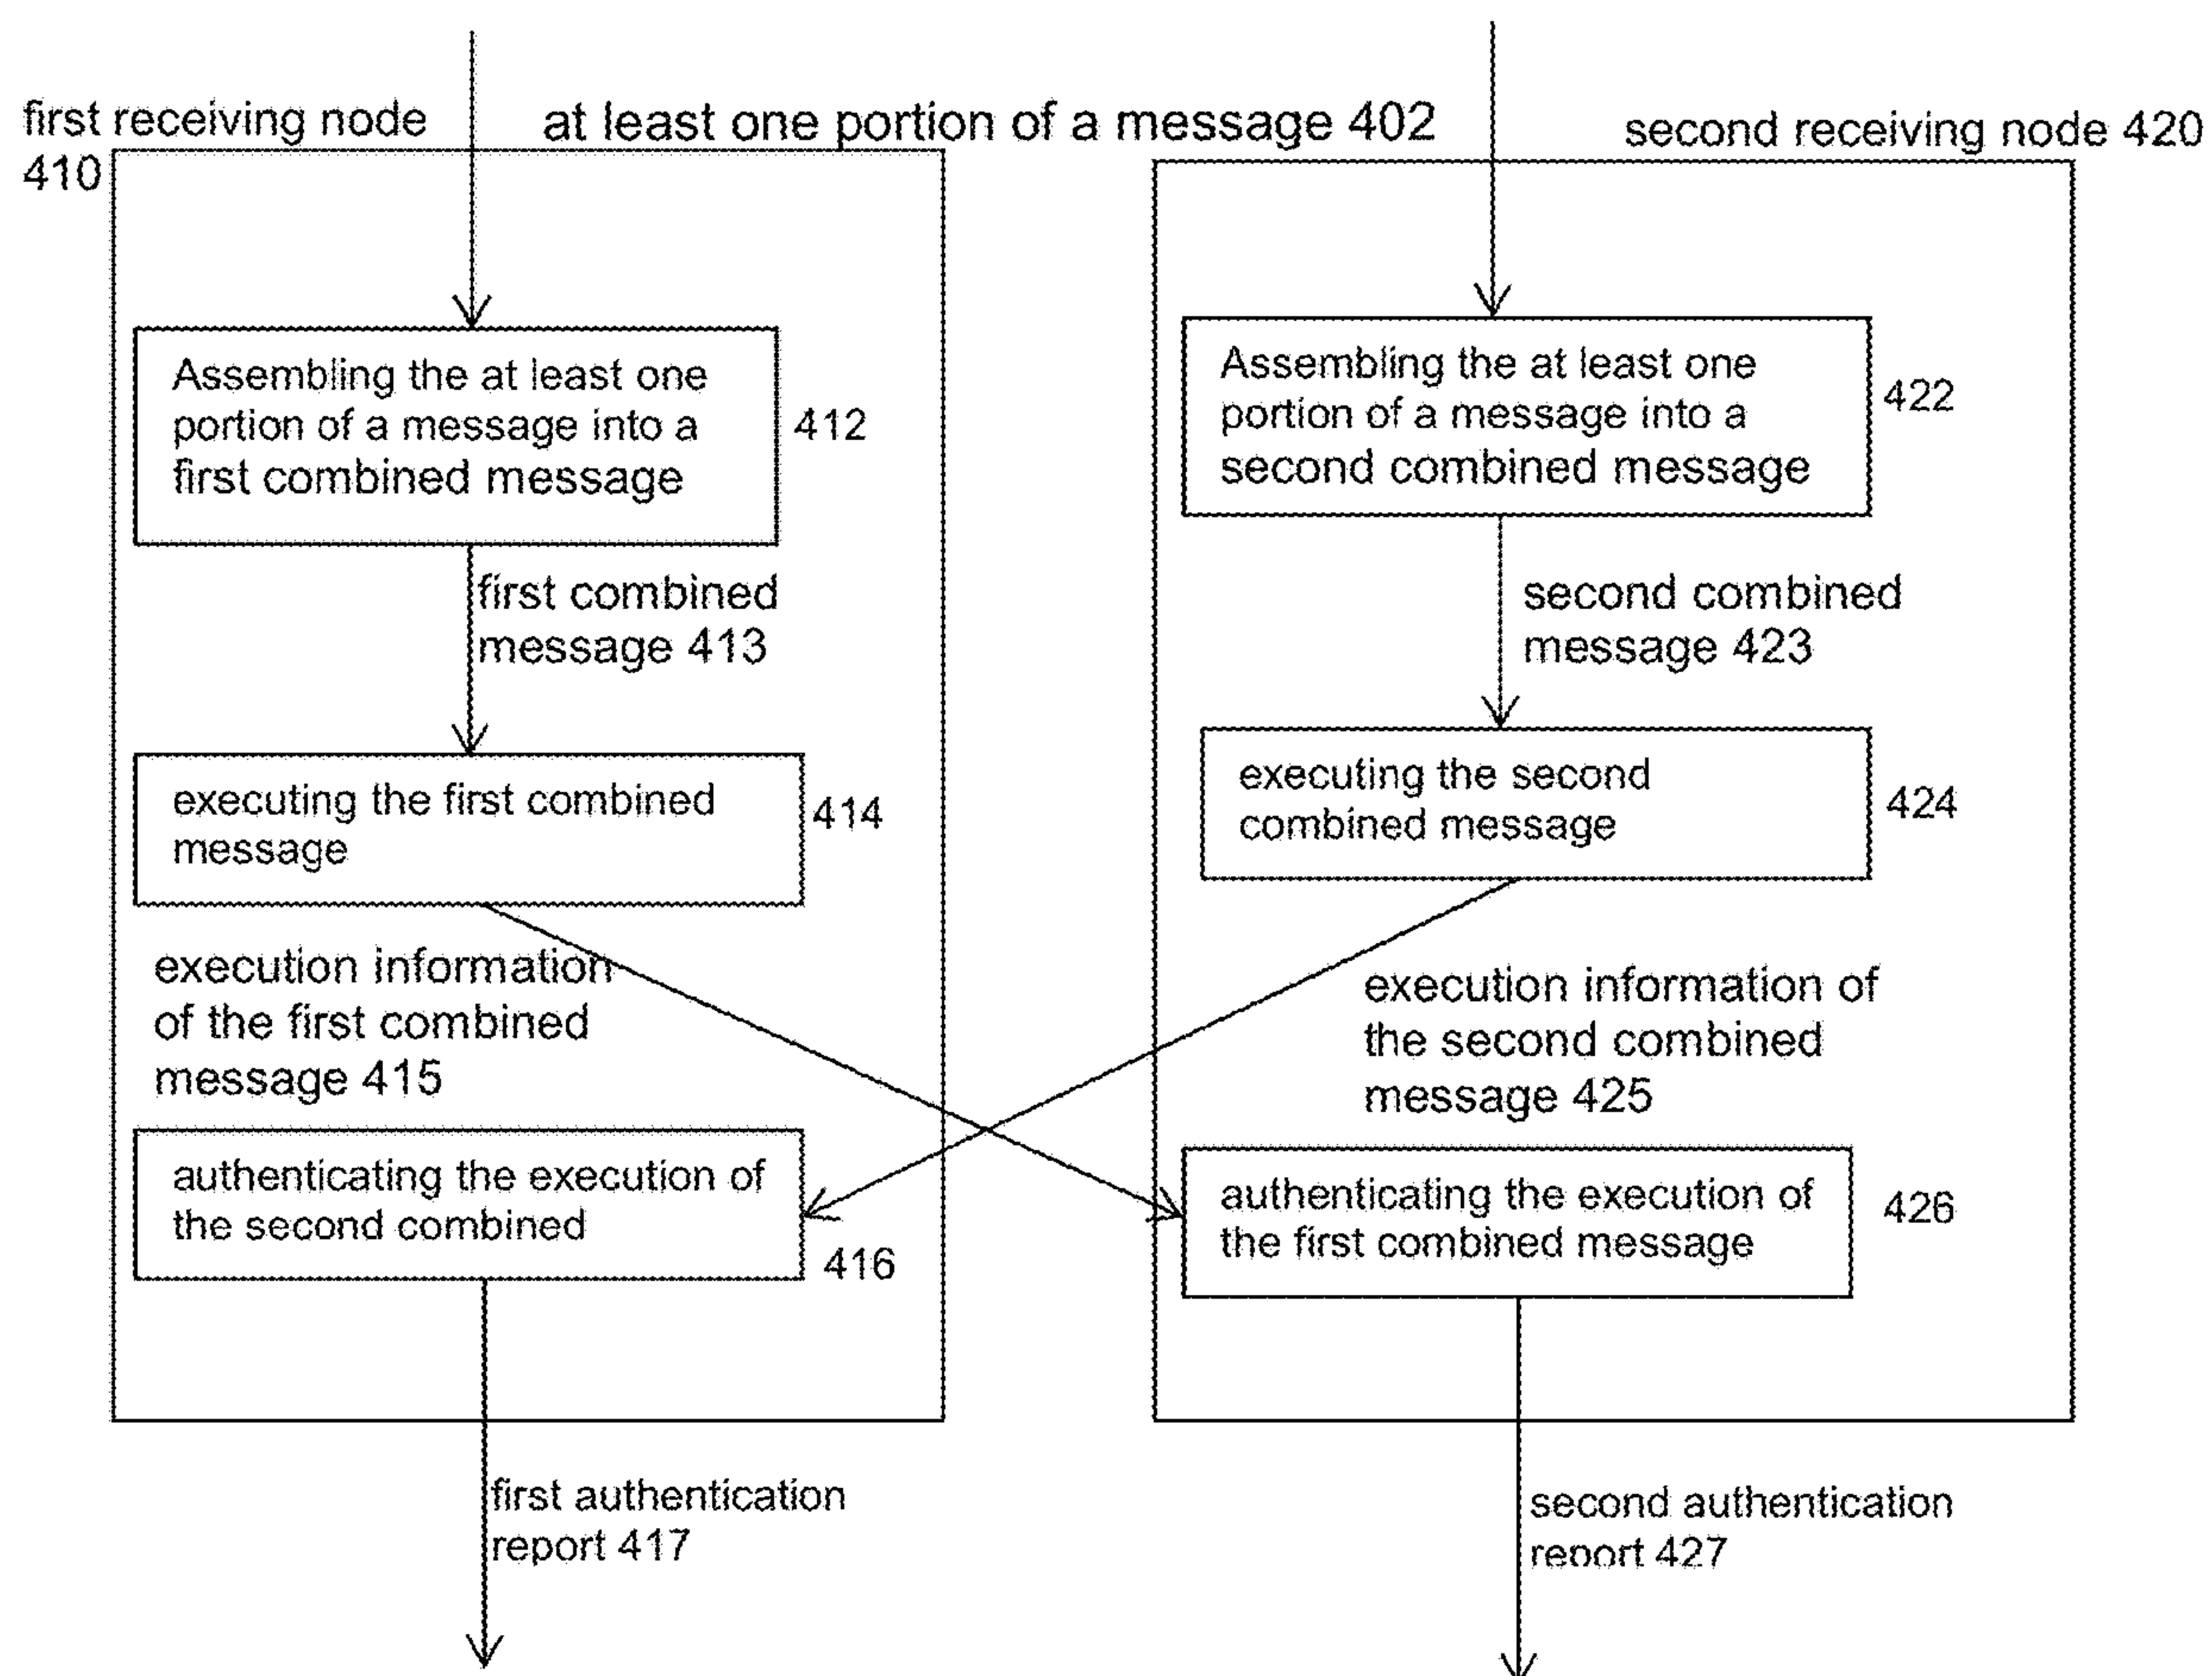 first receiving node
410
at least one portion of a message 402
second receiving node 420
Assembling the at least one
portion of a message into a
first combined message
412
Assembling the at least one
portion of a message into a
second combined message
422
first combined
message 413
second combined
message 423
executing the first combined
message
414
executing the second
combined message
424
execution information
of the first combined
message 415
execution information of
the second combined
message 425
authenticating the execution of
the second combined
416
authenticating the execution of
the first combined message
426
first authentication
report 417
second authentication
report 427